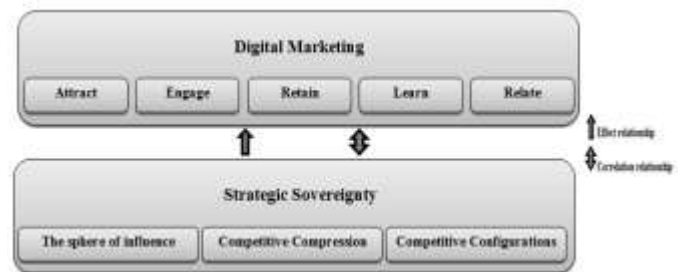 Digital Marketing
Attract Engage Retain Learn Relate
Effect relationship
Correlation relationship
Strategic Sovereignty
The sphere of influence Competitive Compression Competitive Configurations